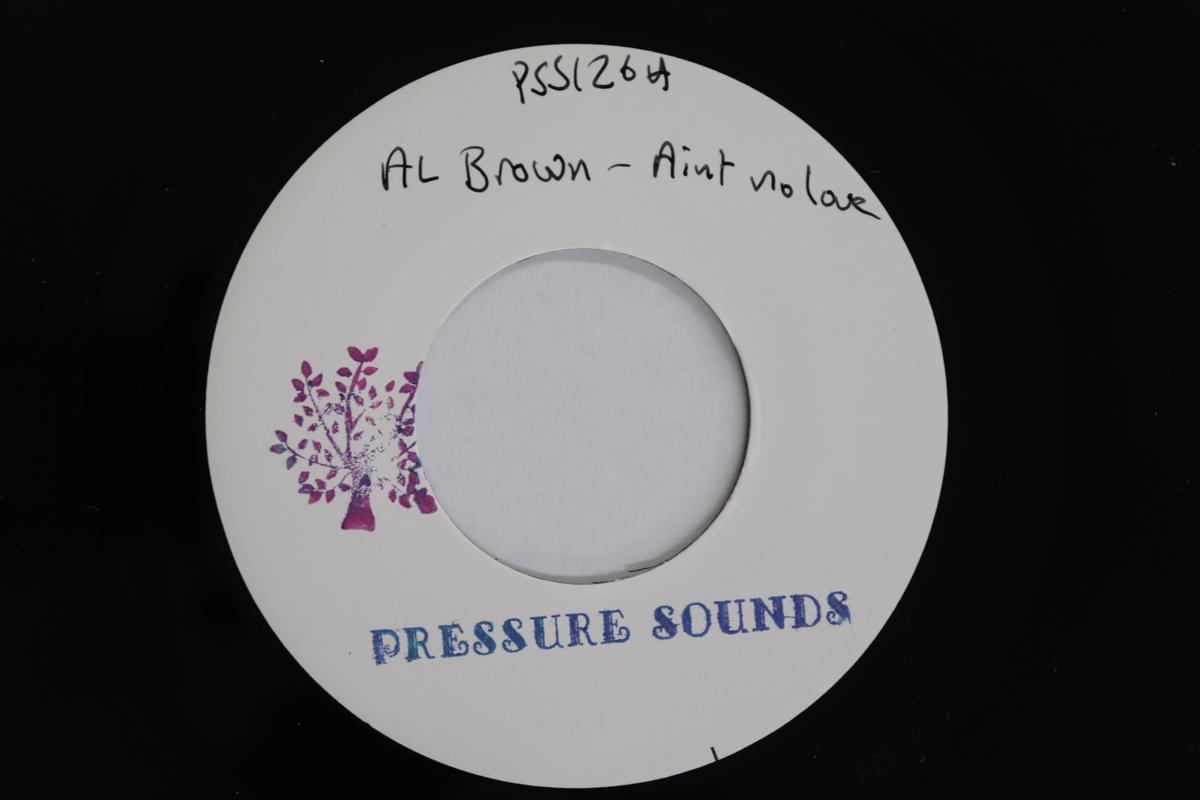 PSS126A
AL Brown - Aint no love
PRESSURE SOUNDS